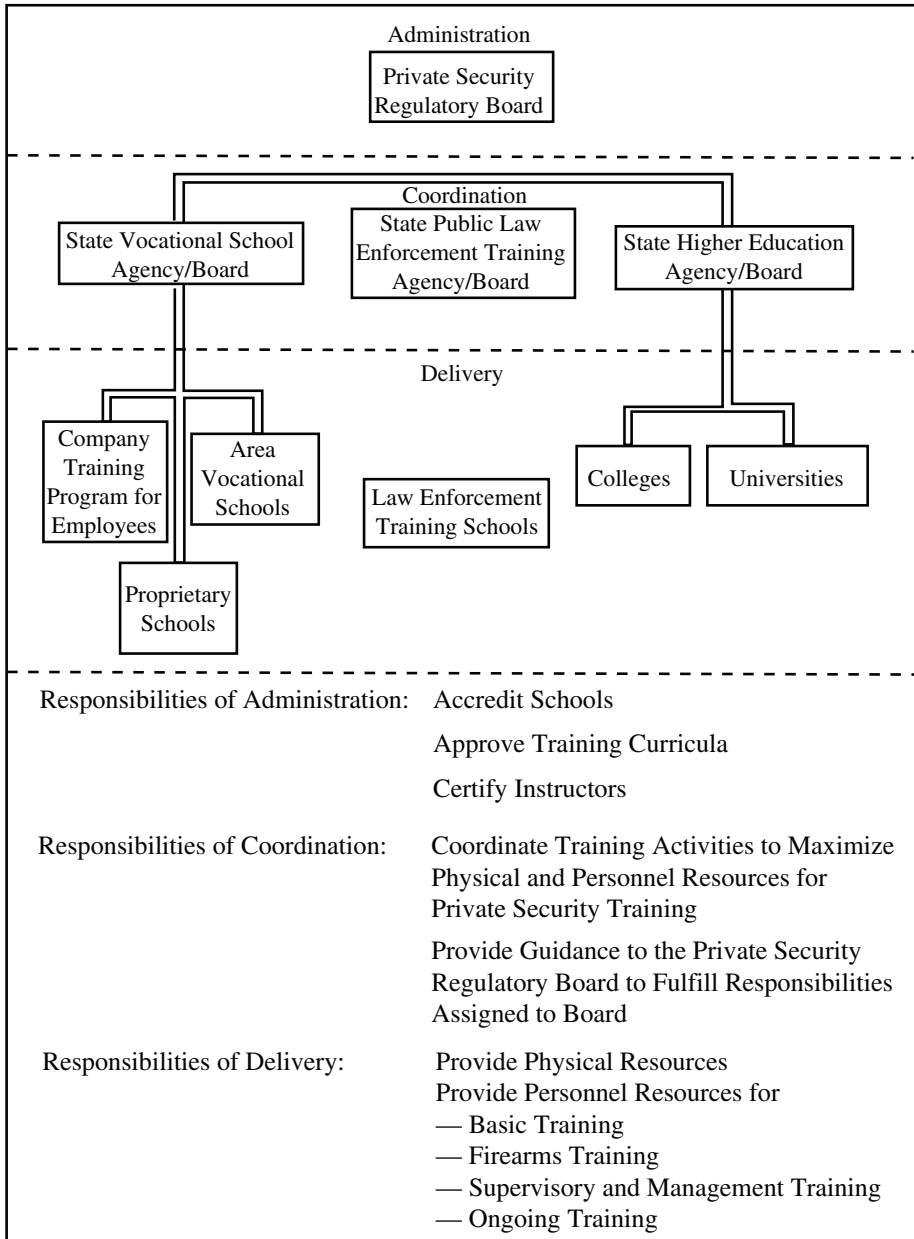 Administration
Private Security
Regulatory Board
Coordination
State Vocational School
Agency/Board
State Public Law
Enforcement Training
Agency/Board
State Higher Education
Agency/Board
Delivery
Company
Training
Program for
Employees
Area
Vocational
Schools
Proprietary
Schools
Law Enforcement
Training Schools
Colleges
Universities
Responsibilities of Administration: Accredit Schools
Approve Training Curricula
Certify Instructors
Responsibilities of Coordination: Coordinate Training Activities to Maximize
Physical and Personnel Resources for
Private Security Training
Provide Guidance to the Private Security
Regulatory Board to Fulfill Responsibilities
Assigned to Board
Responsibilities of Delivery: Provide Physical Resources
Provide Personnel Resources for
— Basic Training
— Firearms Training
— Supervisory and Management Training
— Ongoing Training